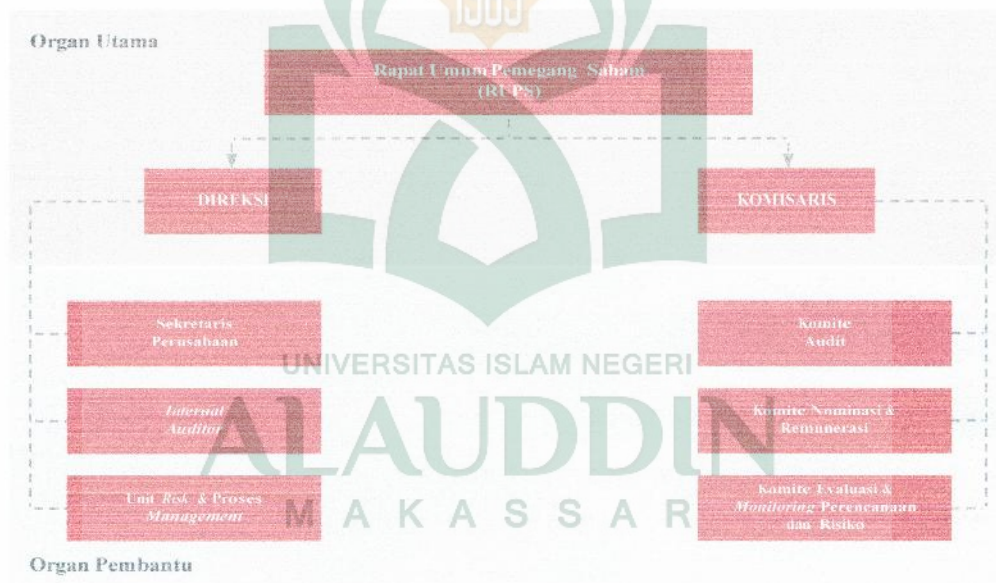 Organ Utama
Rapat Umum Pemegang Saham
(RUPS)
DIREKSI
KOMISARIS
Sekretaris
Perusahaan
Komite
Audit
UNIVERSITAS ISLAM NEGERI
Internal
Auditor
Komite Nominasi &
Remunerasi
ALAUDDIN
Unit Risk & Proses
Management
Komite Evaluasi &
Monitoring Perencanaan
dan Risiko
MAKASSAR
Organ Pembantu